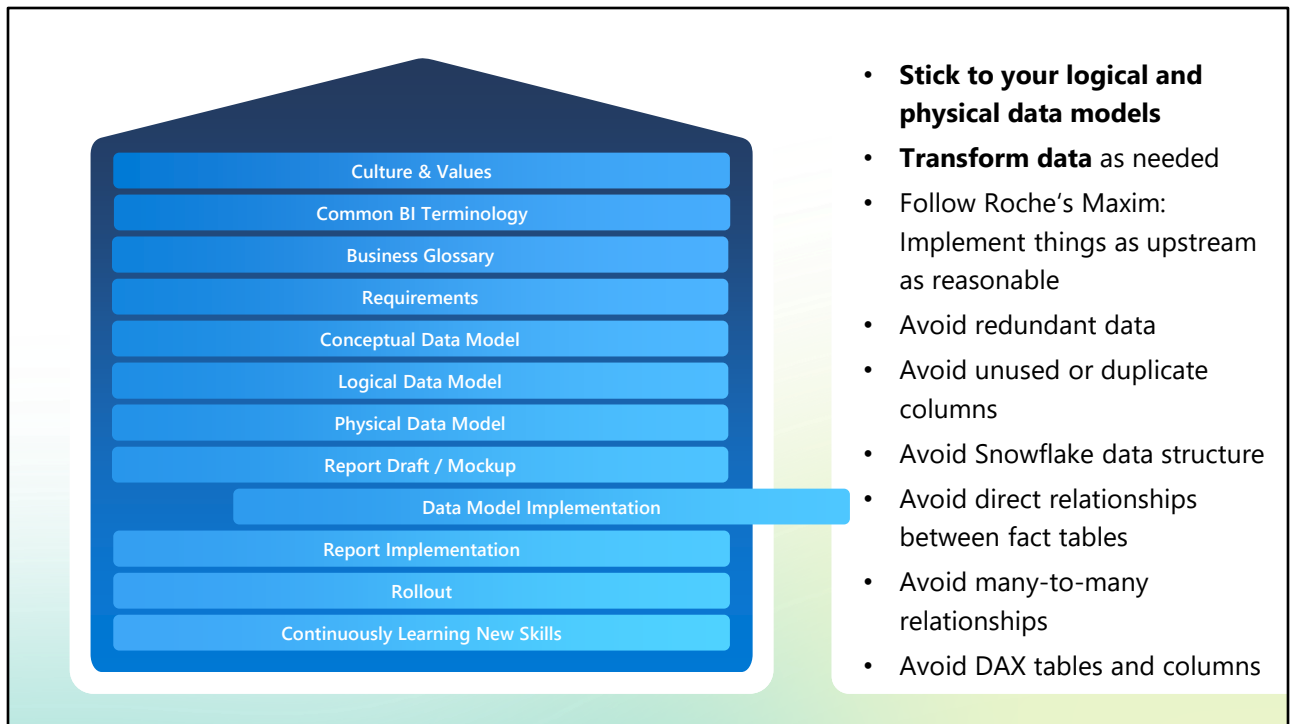 Culture & Values
Common BI Terminology
Business Glossary
Requirements
Conceptual Data Model
Logical Data Model
Physical Data Model
Report Draft / Mockup
Data Model Implementation
Report Implementation
Rollout
Continuously Learning New Skills
• Stick to your logical and
physical data models
• Transform data as needed
• Follow Roche‘s Maxim:
Implement things as upstream
as reasonable
• Avoid redundant data
• Avoid unused or duplicate
columns
• Avoid Snowflake data structure
• Avoid direct relationships
between fact tables
• Avoid many-to-many
relationships
• Avoid DAX tables and columns